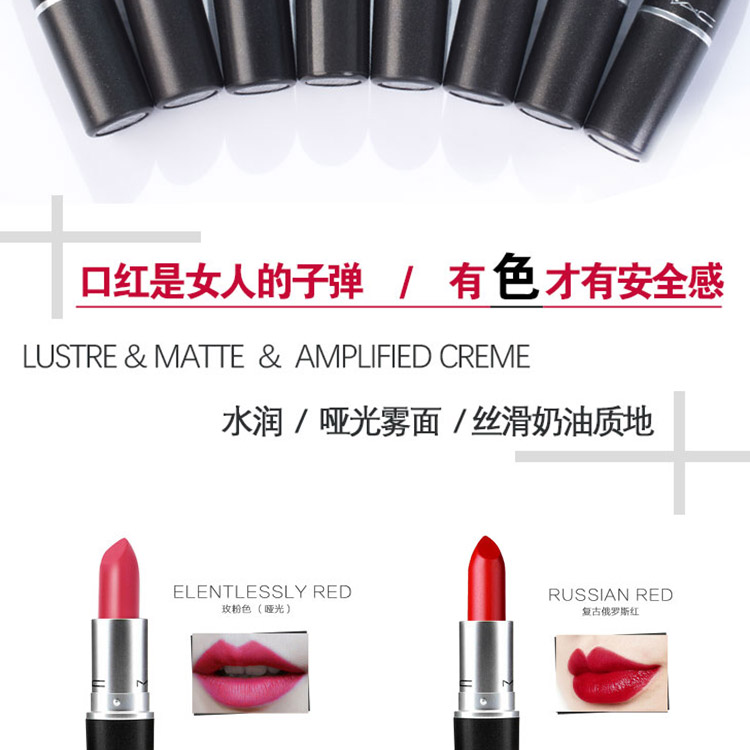 MAC
口红是女人的子弹 / 有色才有安全感
LUSTRE & MATTE & AMPLIFIED CREME
水润 / 哑光雾面 / 丝滑奶油质地
ELENTLESSLY RED
玫粉色（哑光）
RUSSIAN RED
复古俄罗斯红